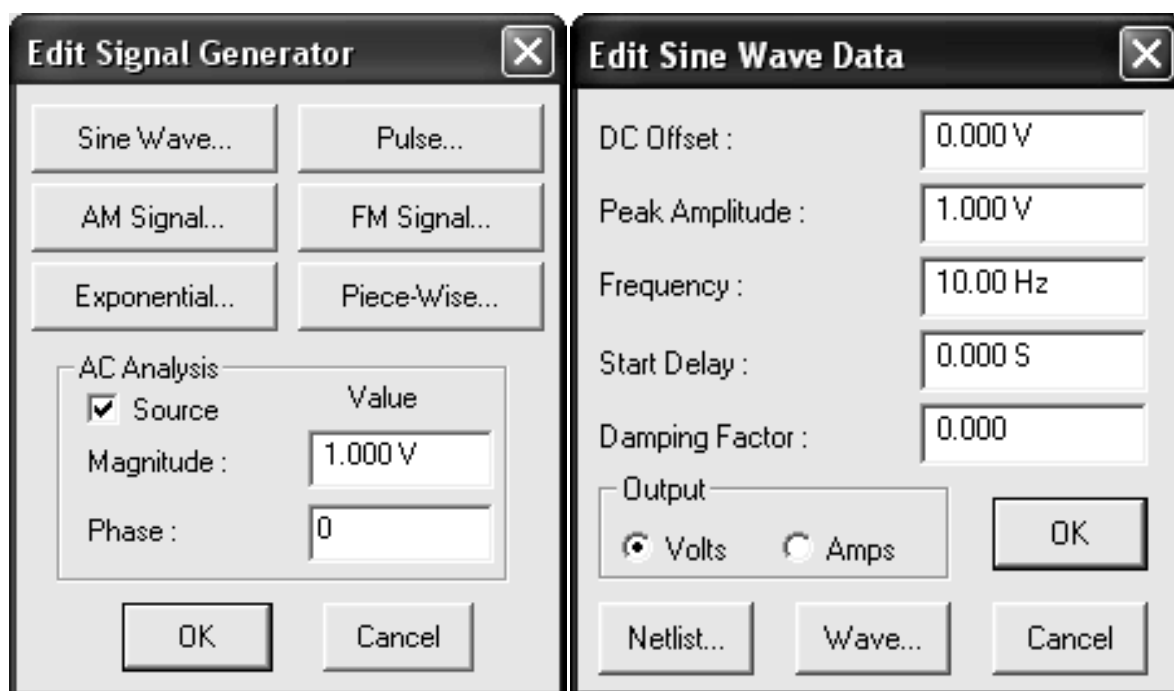 Edit Signal Generator
Sine Wave... Pulse...
AM Signal... FM Signal...
Exponential... Piece-Wise...
AC Analysis
Source Value
Magnitude : 1.000 V
Phase : 0
OK Cancel
Edit Sine Wave Data
DC Offset : 0.000 V
Peak Amplitude : 1.000 V
Frequency : 10.00 Hz
Start Delay : 0.000 S
Damping Factor : 0.000
Output
Volts Amps OK
Netlist... Wave... Cancel